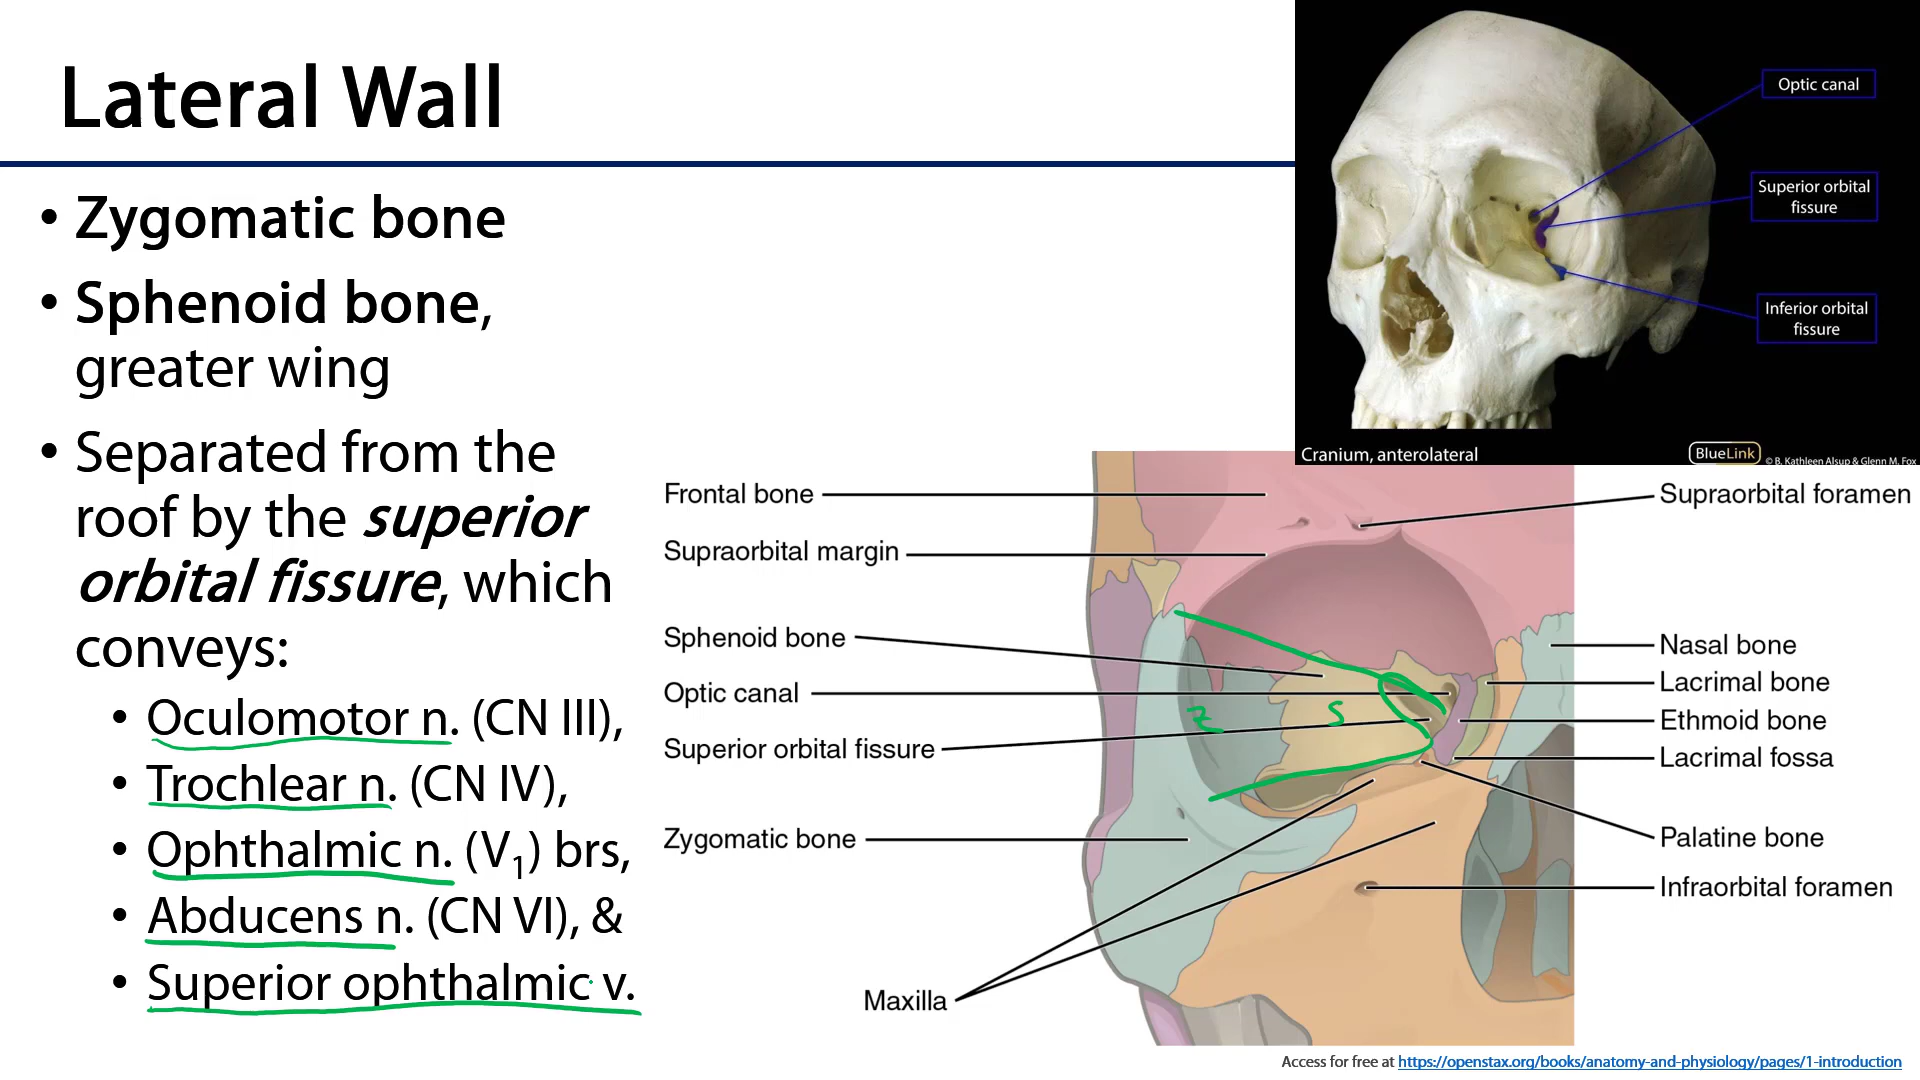 Lateral Wall
• Zygomatic bone
• Sphenoid bone,
greater wing
• Separated from the
roof by the superior
orbital fissure, which
conveys:
• Oculomotor n. (CN III),
• Trochlear n. (CN IV),
• Ophthalmic n. (V₁) brs,
• Abducens n. (CN VI), &
• Superior ophthalmic v.
Optic canal
Superior orbital
fissure
Inferior orbital
fissure
Cranium, anterolateral
BlueLink
© B. Kathleen Alsup & Glenn M. Fox
Frontal bone
Supraorbital margin
Sphenoid bone
Optic canal
Superior orbital fissure
Zygomatic bone
Maxilla
Z
S
Supraorbital foramen
Nasal bone
Lacrimal bone
Ethmoid bone
Lacrimal fossa
Palatine bone
Infraorbital foramen
Access for free at https://openstax.org/books/anatomy-and-physiology/pages/1-introduction